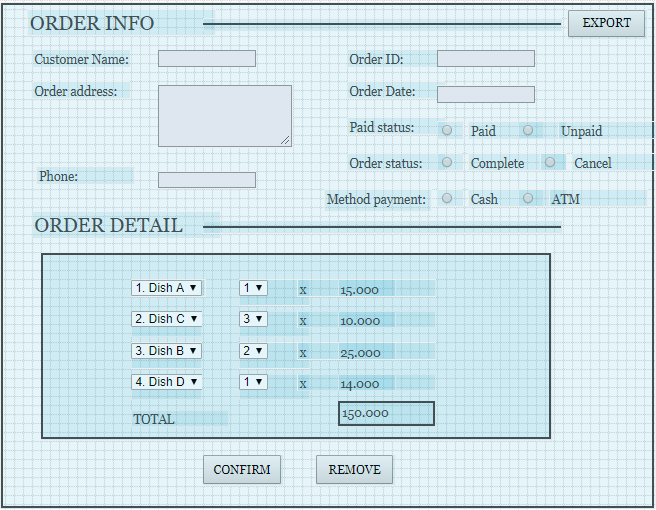 ORDER INFO EXPORT
Customer Name: Order ID:
Order address: Order Date:
Paid status: Paid Unpaid
Order status: Complete Cancel
Phone:
Method payment: Cash ATM
ORDER DETAIL
1. Dish A 1 x 15.000
2. Dish C 3 x 10.000
3. Dish B 2 x 25.000
4. Dish D 1 x 14.000
TOTAL 150.000
CONFIRM REMOVE